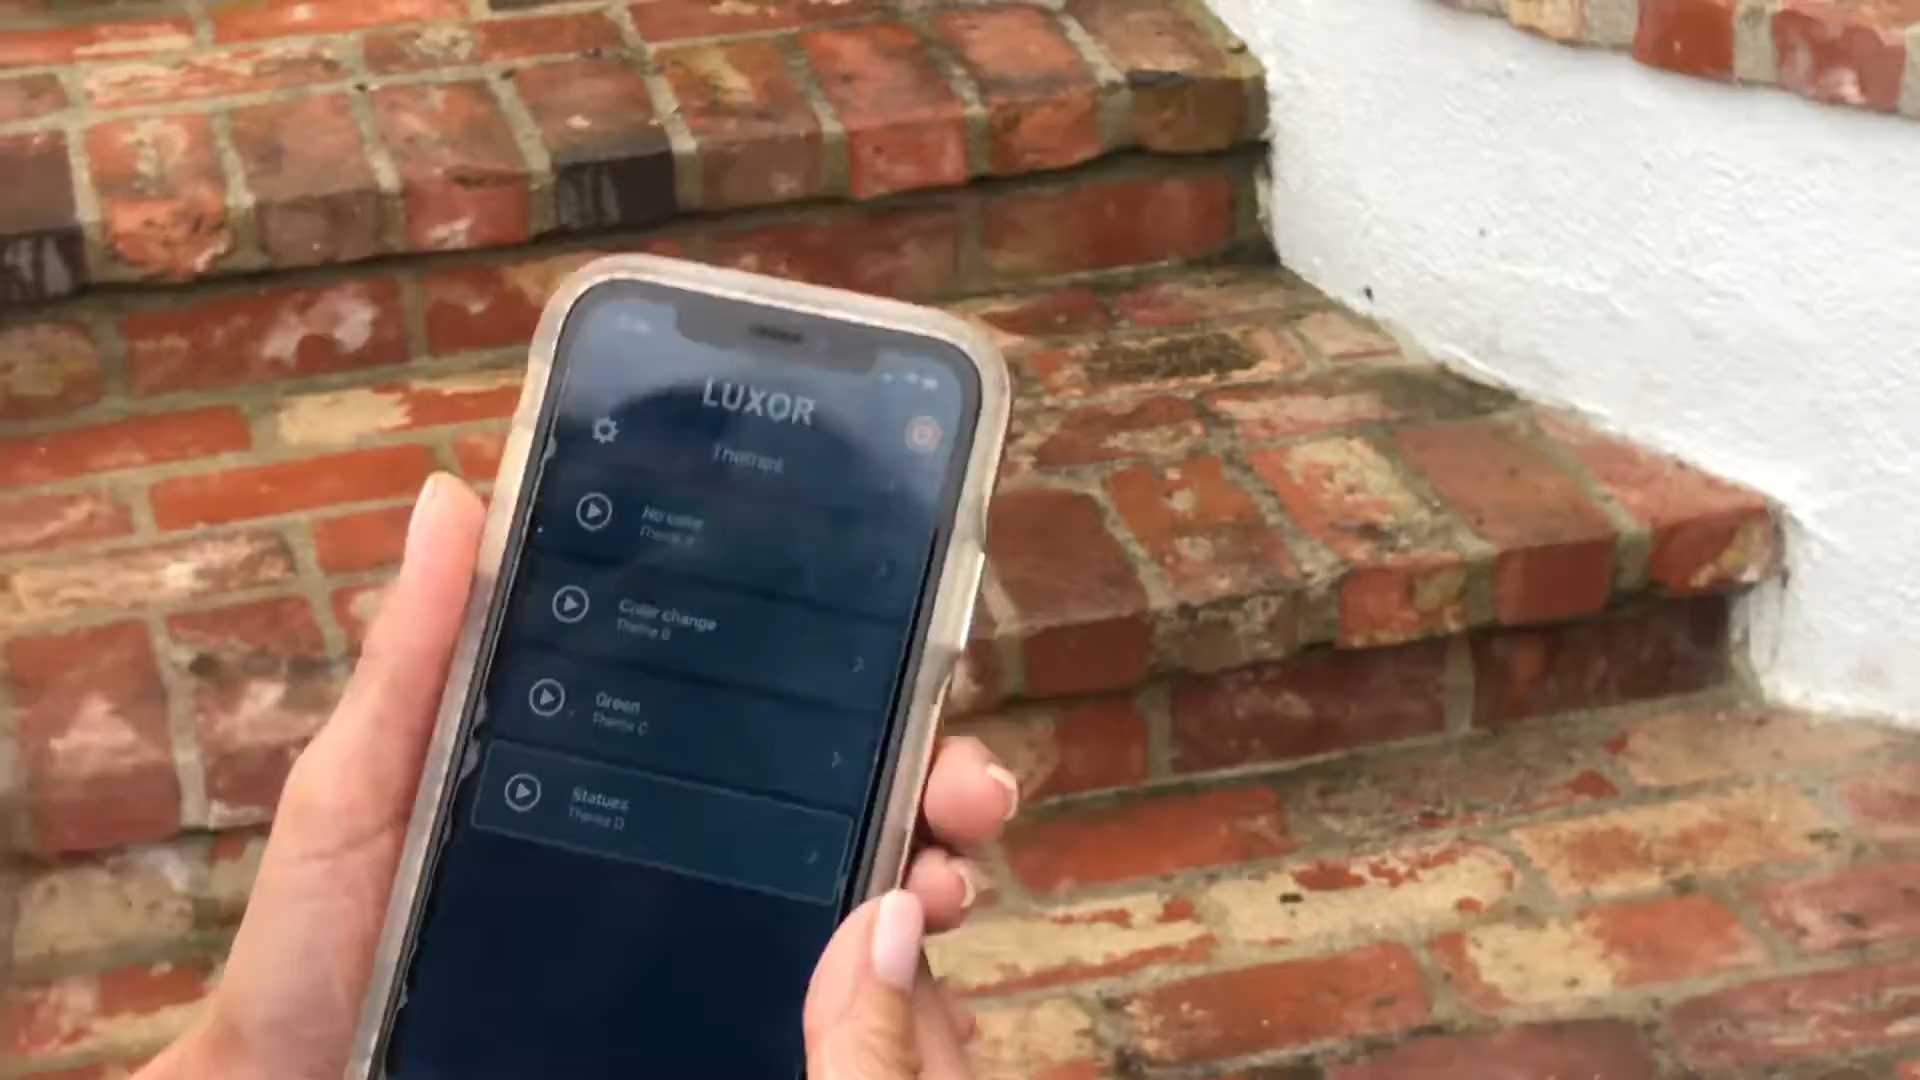 LUXOR
Themes
No color
Theme A
Color change
Theme B
Green
Theme C
Statues
Theme D